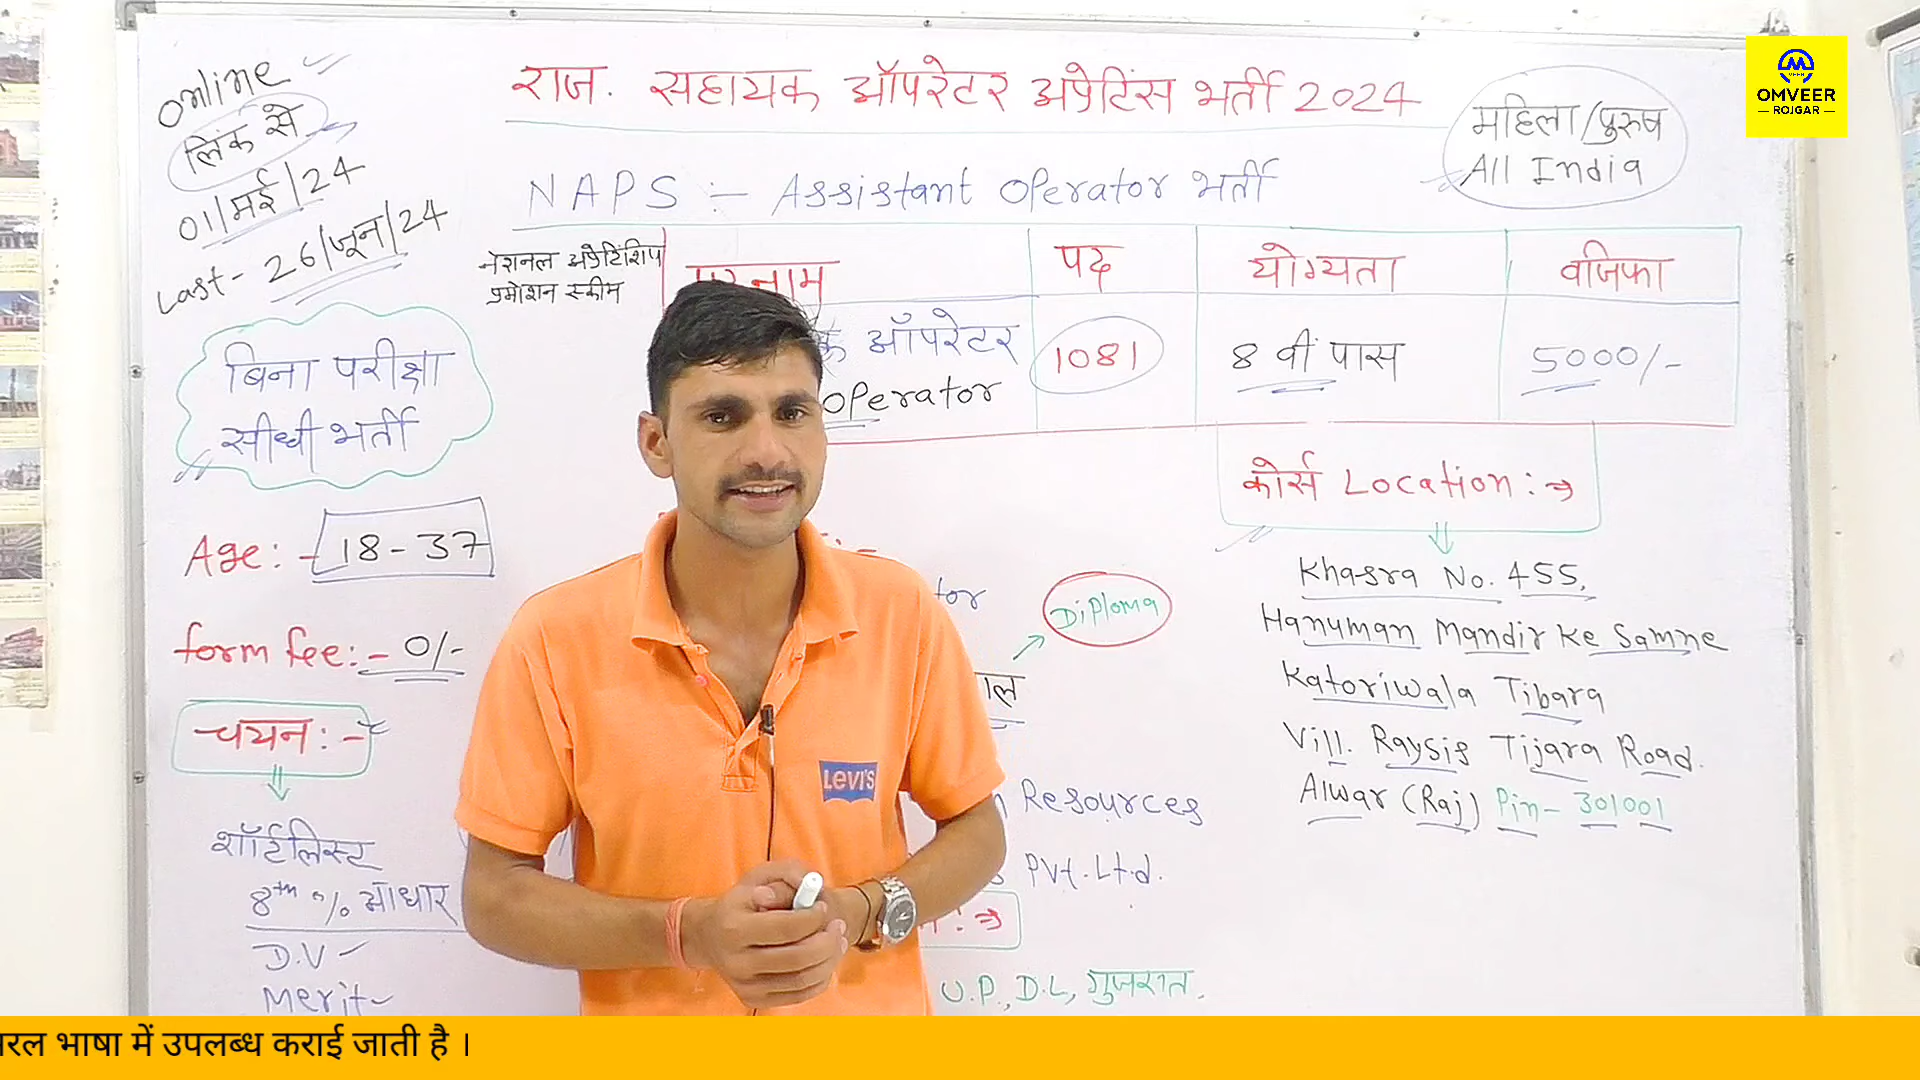 Online
लिंक से
01/मई/24
Last- 26/जून/24
राज. सहायक ऑपरेटर अप्रेटिंस भर्ती 2024
महिला/पुरुष
All India
OMVEER
ROJGAR
NAPS :- Assistant Operator भर्ती
नेशनल अप्रेटिंशिप
प्रमोशन स्कीम
नाम
पद
योग्यता
वजिफा
ऑपरेटर
Operator
1081
8 वीं पास
5000/-
बिना परीक्षा
सीधी भर्ती
कोर्स Location :→
Age: - 18-37
Khasra No. 455,
Hanuman Mandir Ke Samne
Katoriwala Tibara
Vill. Raysis Tijara Road.
Alwar (Raj) Pin- 301001
Diploma
form fee:- 0/-
चयन:-
शॉर्टलिस्ट
8th % आधार
D.V
Merit
LEVI'S
Resources
Pvt.Ltd.
U.P., D.L, गुजरात.
भाषा में उपलब्ध कराई जाती है ।